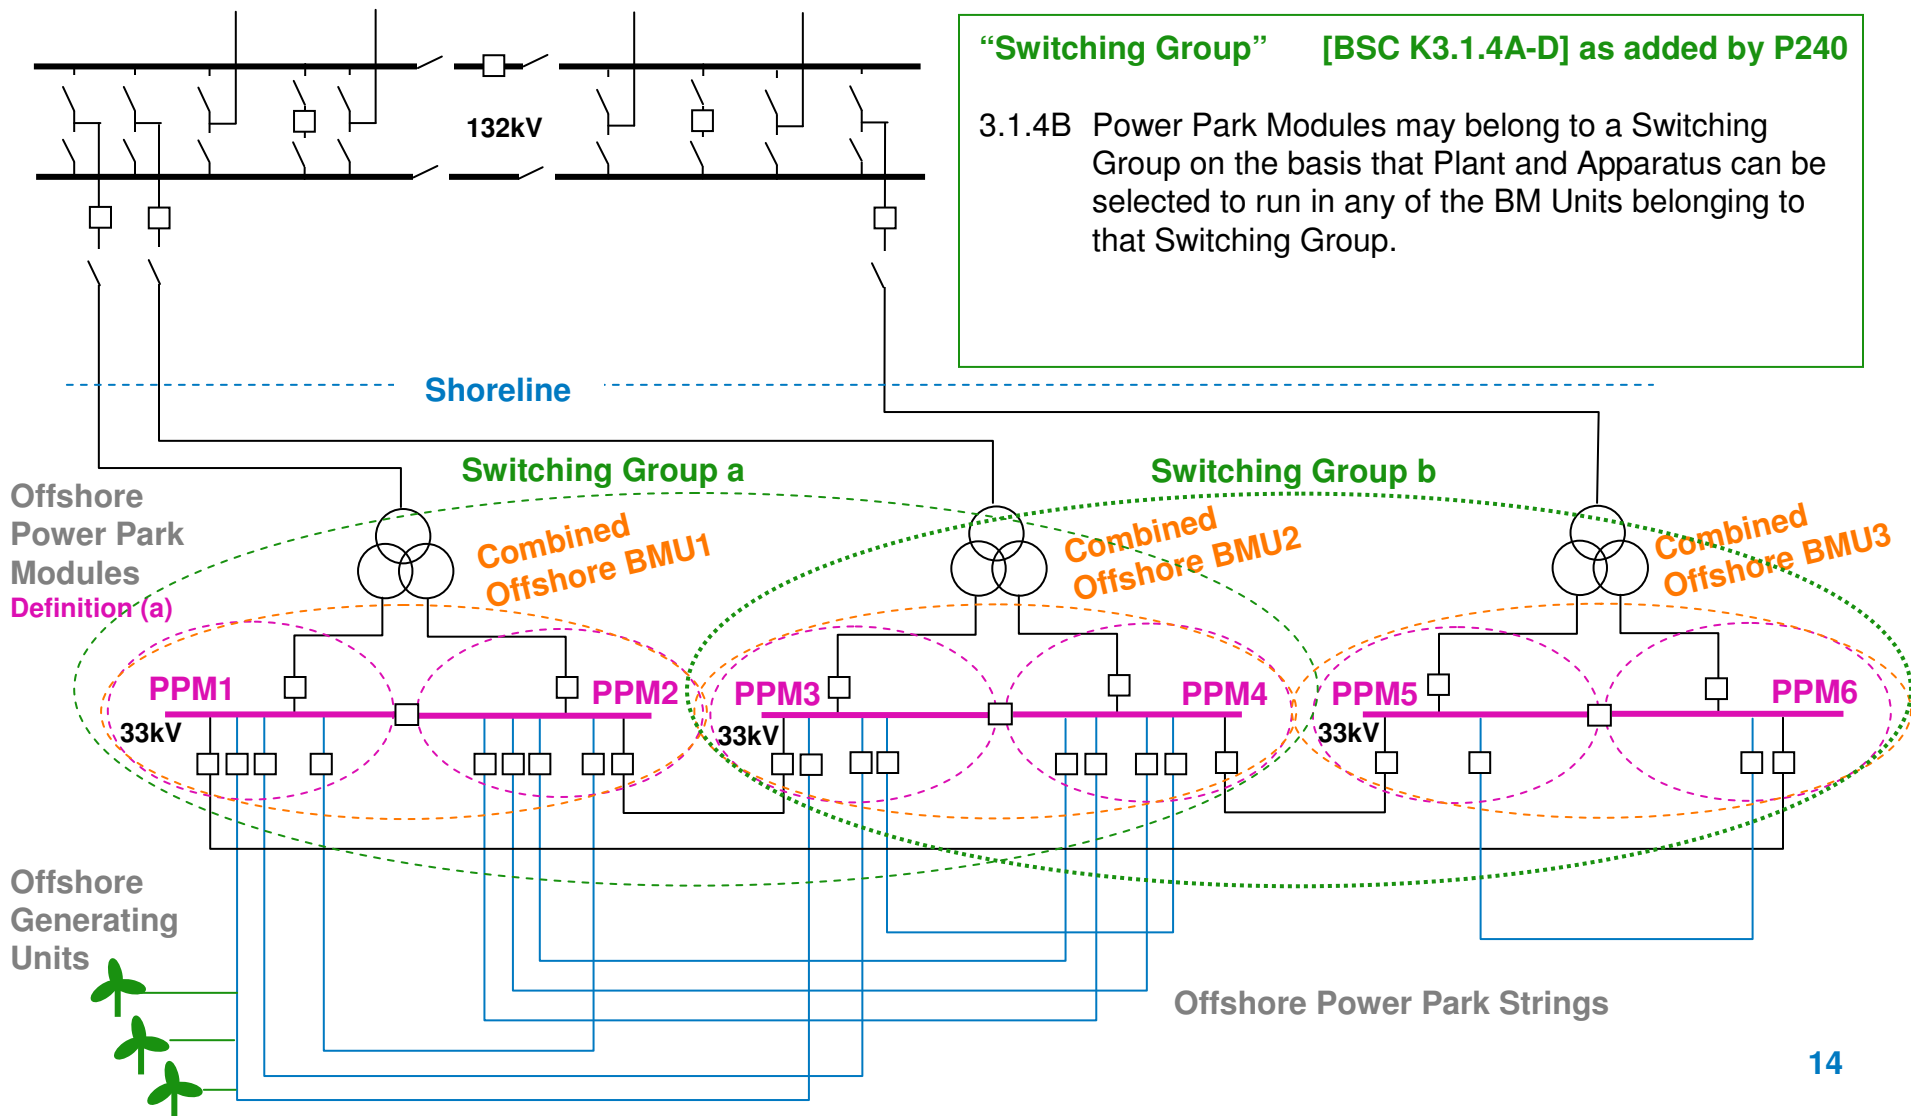 “Switching Group” [BSC K3.1.4A-D] as added by P240
3.1.4B Power Park Modules may belong to a Switching
Group on the basis that Plant and Apparatus can be
selected to run in any of the BM Units belonging to
that Switching Group.
132kV
Shoreline
Switching Group a
Switching Group b
Offshore
Power Park
Modules
Definition (a)
Combined
Offshore BMU1
Combined
Offshore BMU2
Combined
Offshore BMU3
PPM1
PPM2
PPM3
PPM4
PPM5
PPM6
33kV
33kV
33kV
Offshore
Generating
Units
Offshore Power Park Strings
14